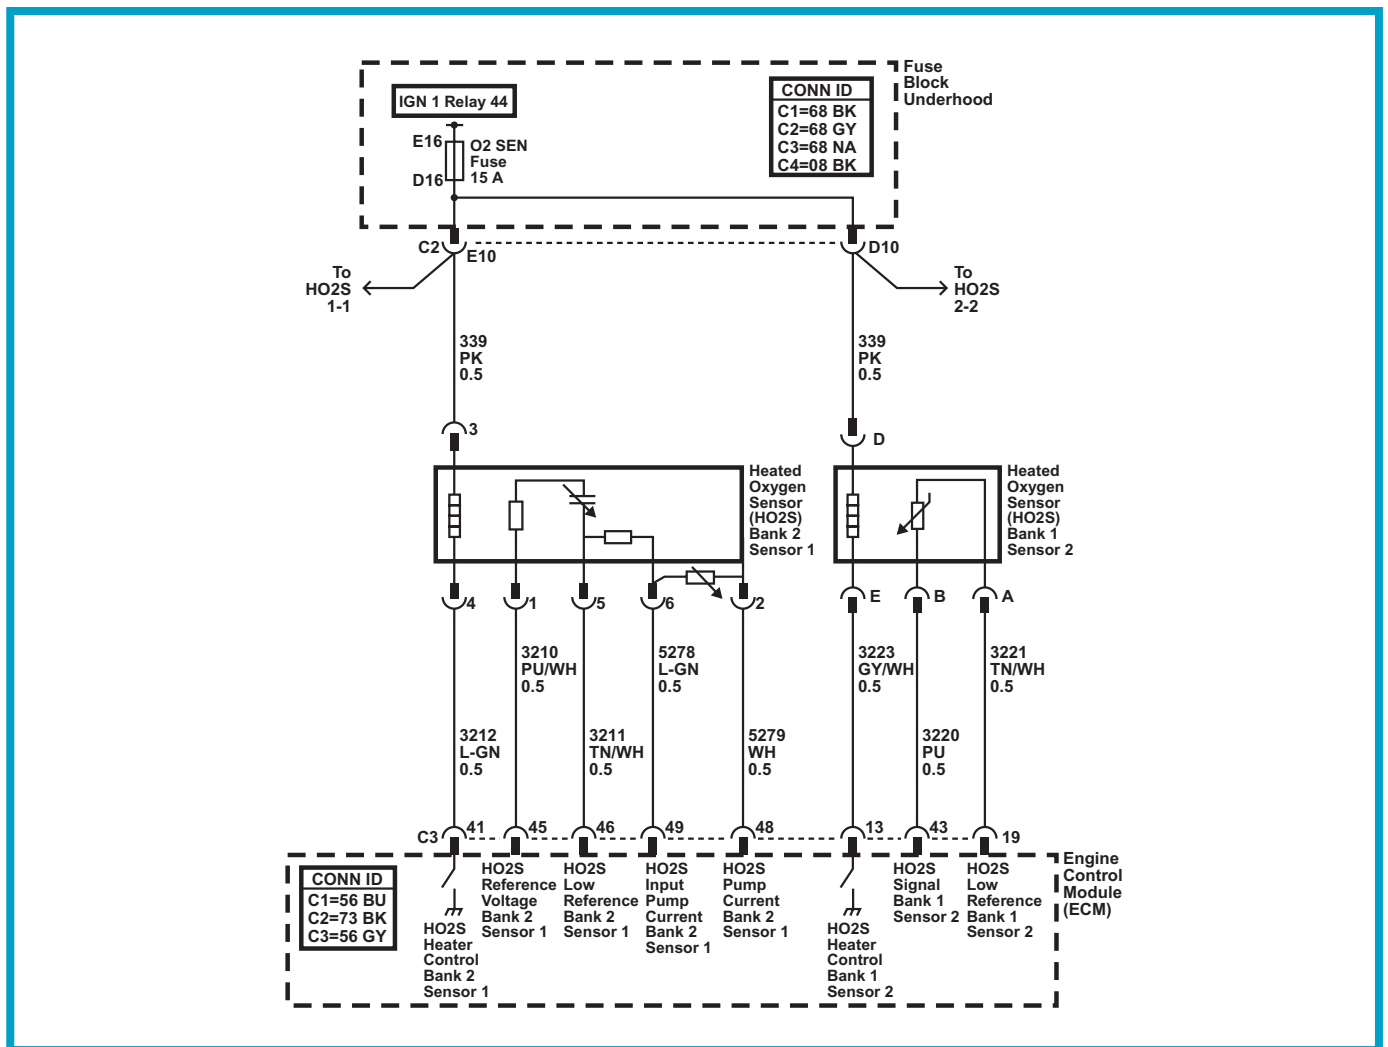 Fuse
Block
Underhood
IGN 1 Relay 44
CONN ID
C1=68 BK
C2=68 GY
C3=68 NA
C4=08 BK
E16
O2 SEN
Fuse
15 A
D16
C2
E10
D10
To
HO2S
1-1
To
HO2S
2-2
339
PK
0.5
339
PK
0.5
3
D
Heated
Oxygen
Sensor
(HO2S)
Bank 2
Sensor 1
Heated
Oxygen
Sensor
(HO2S)
Bank 1
Sensor 2
4
1
5
6
2
E
B
A
3210
PU/WH
0.5
5278
L-GN
0.5
3223
GY/WH
0.5
3221
TN/WH
0.5
3212
L-GN
0.5
3211
TN/WH
0.5
5279
WH
0.5
3220
PU
0.5
C3
41
45
46
49
48
13
43
19
Engine
Control
Module
(ECM)
CONN ID
C1=56 BU
C2=73 BK
C3=56 GY
HO2S
Heater
Control
Bank 2
Sensor 1
HO2S
Reference
Voltage
Bank 2
Sensor 1
HO2S
Low
Reference
Bank 2
Sensor 1
HO2S
Input
Pump
Current
Bank 2
Sensor 1
HO2S
Pump
Current
Bank 2
Sensor 1
HO2S
Heater
Control
Bank 1
Sensor 2
HO2S
Signal
Bank 1
Sensor 2
HO2S
Low
Reference
Bank 1
Sensor 2